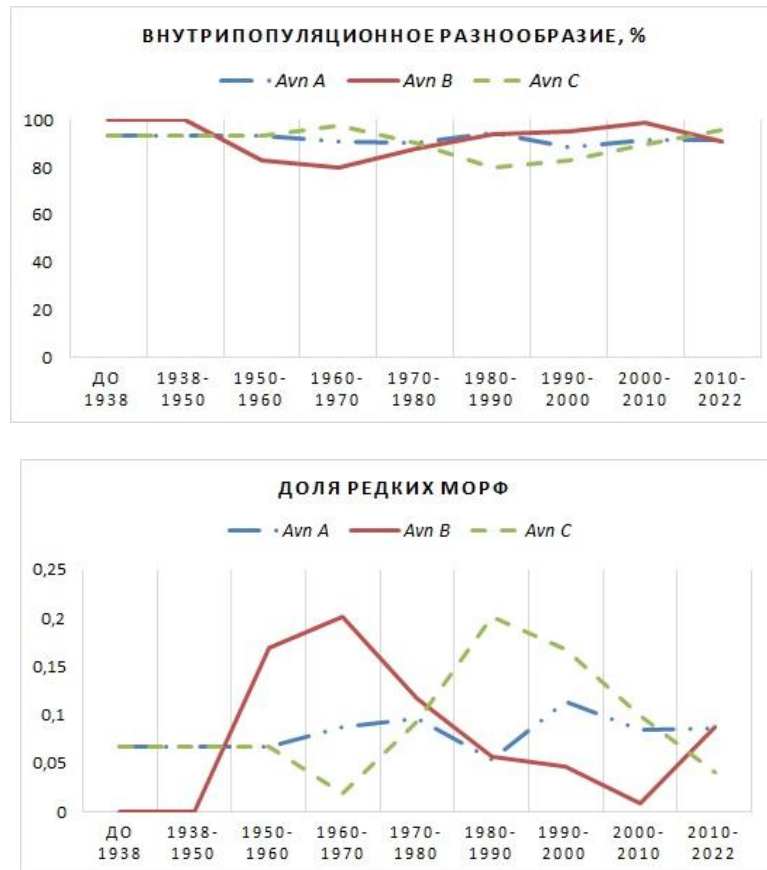 ВНУТРИПОПУЛЯЦИОННОЕ РАЗНООБРАЗИЕ, %
Avn A Avn B Avn C
100
80
60
40
20
0
ДО 1938- 1950- 1960- 1970- 1980- 1990- 2000- 2010-
1938 1950 1960 1970 1980 1990 2000 2010 2022
ДОЛЯ РЕДКИХ МОРФ
Avn A Avn B Avn C
0,25
0,2
0,15
0,1
0,05
0
ДО 1938- 1950- 1960- 1970- 1980- 1990- 2000- 2010-
1938 1950 1960 1970 1980 1990 2000 2010 2022